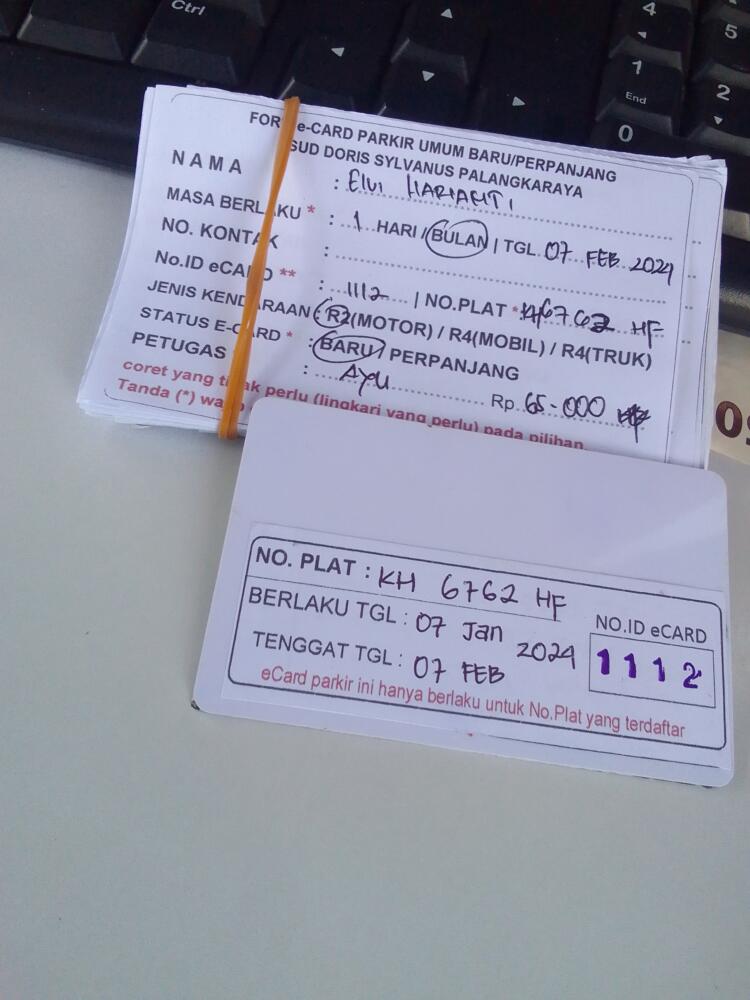 Ctrl
4
5
1
End
2
0
FOR e-CARD PARKIR UMUM BARU/PERPANJANG
SUD DORIS SYLVANUS PALANGKARAYA
NAMA : Elvi HARIANTI
MASA BERLAKU * : 1 HARI / BULAN | TGL 07 FEB 2024
NO. KONTAK :
No.ID eCARD ** : 1112 | NO.PLAT * 6762 HF
JENIS KENDARAAN : R2(MOTOR) / R4(MOBIL) / R4(TRUK)
STATUS E-CARD * : BARU / PERPANJANG
PETUGAS : AYU Rp 65.000
coret yang tidak perlu (lingkari yang perlu) pada pilihan.
Tanda (*) wa
NO. PLAT : KH 6762 HF
BERLAKU TGL : 07 Jan 2024
TENGGAT TGL : 07 FEB
NO.ID eCARD
1112
eCard parkir ini hanya berlaku untuk No.Plat yang terdaftar